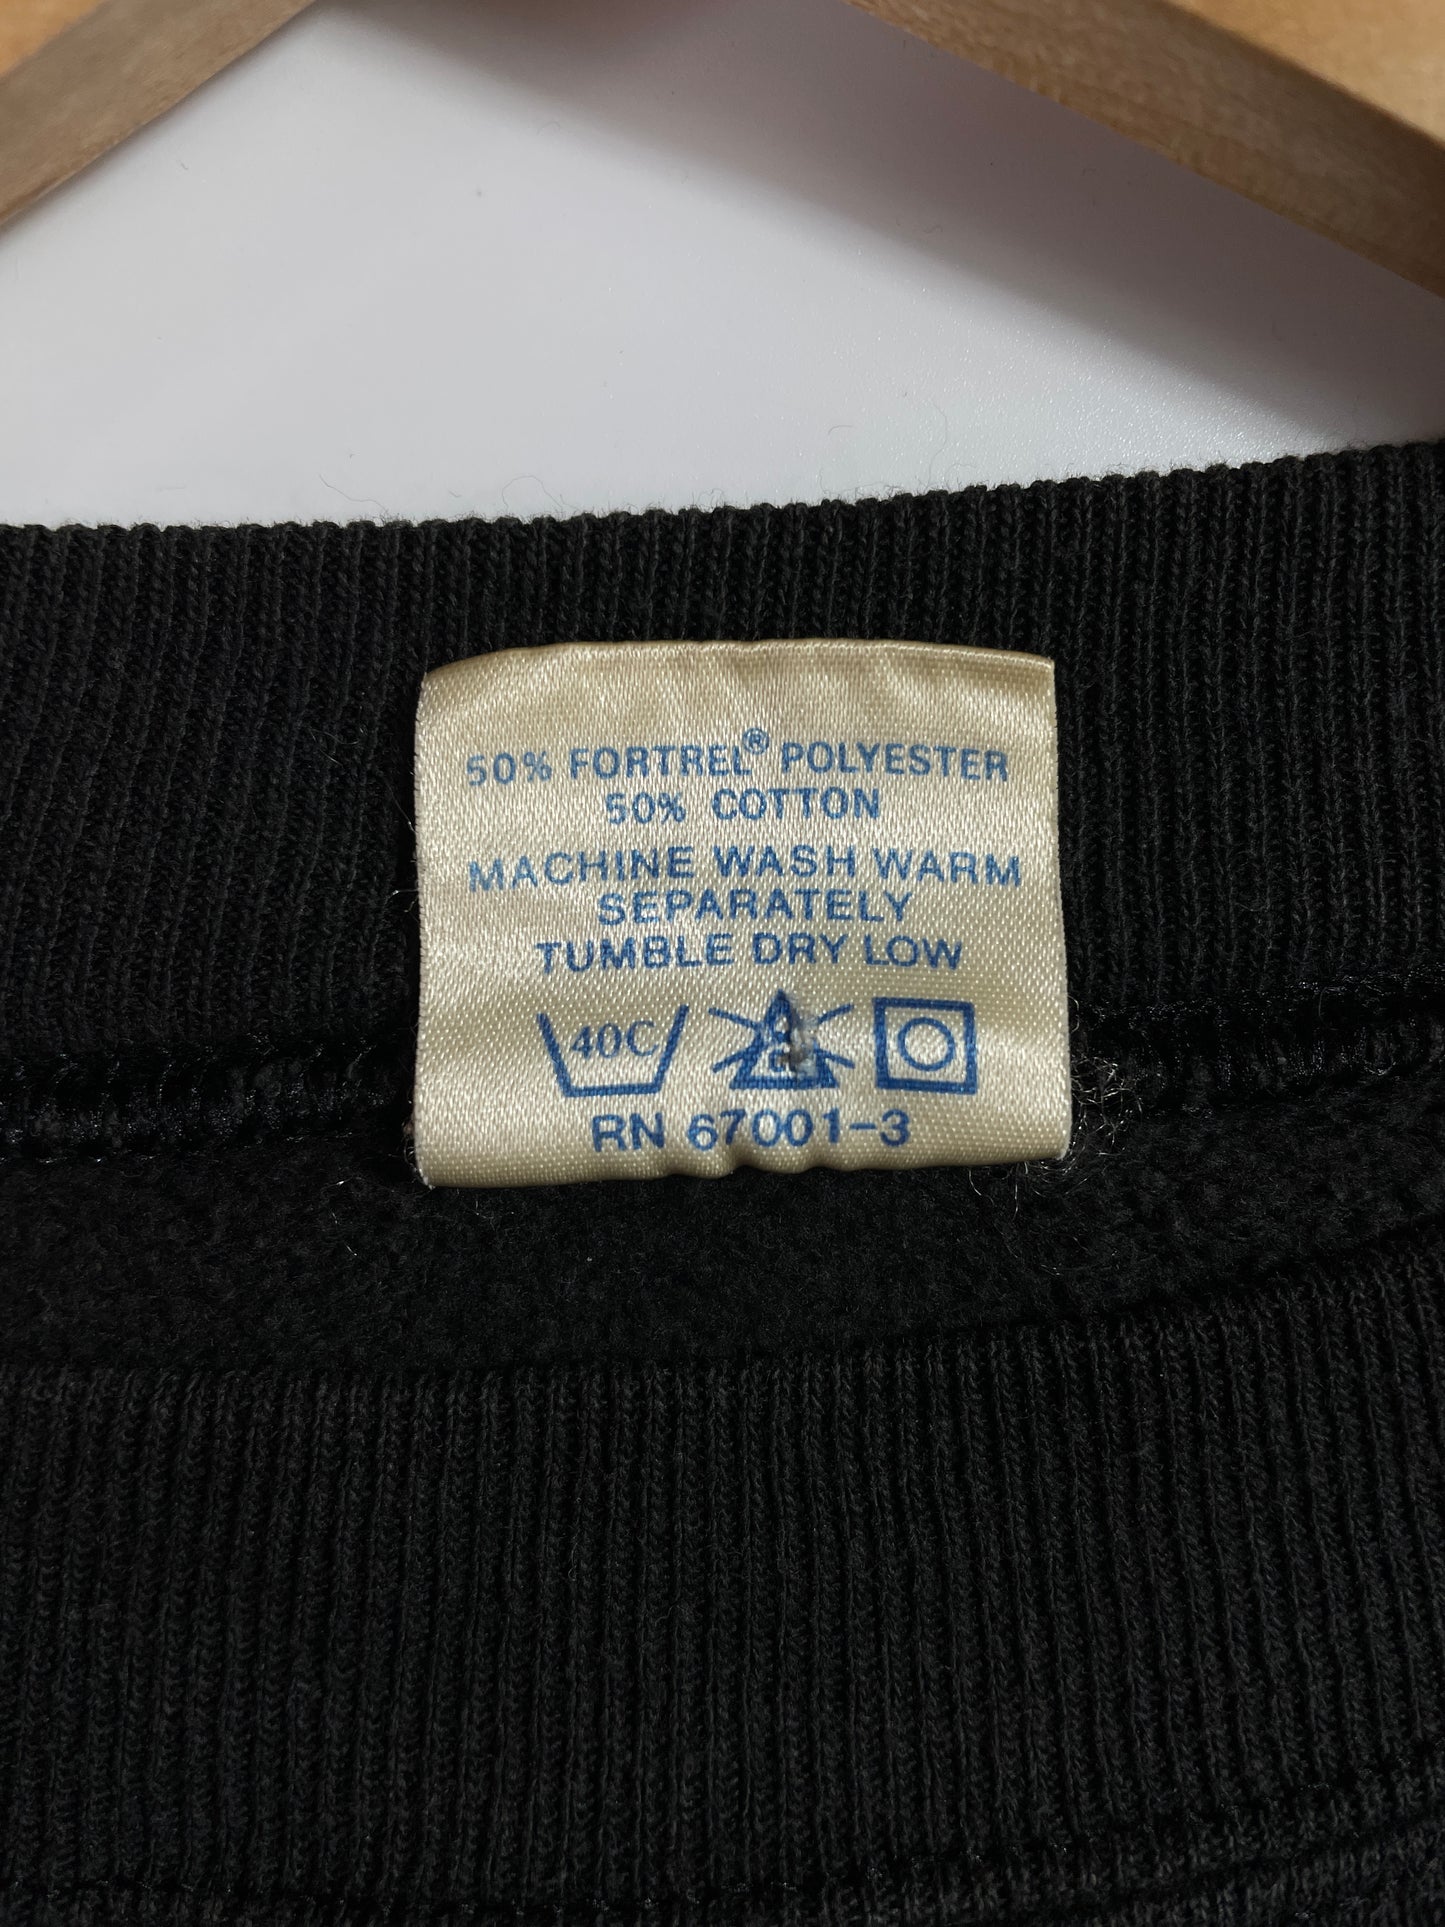 50% FORTREL® POLYESTER
50% COTTON
MACHINE WASH WARM
SEPARATELY
TUMBLE DRY LOW
40C
RN 67001-3